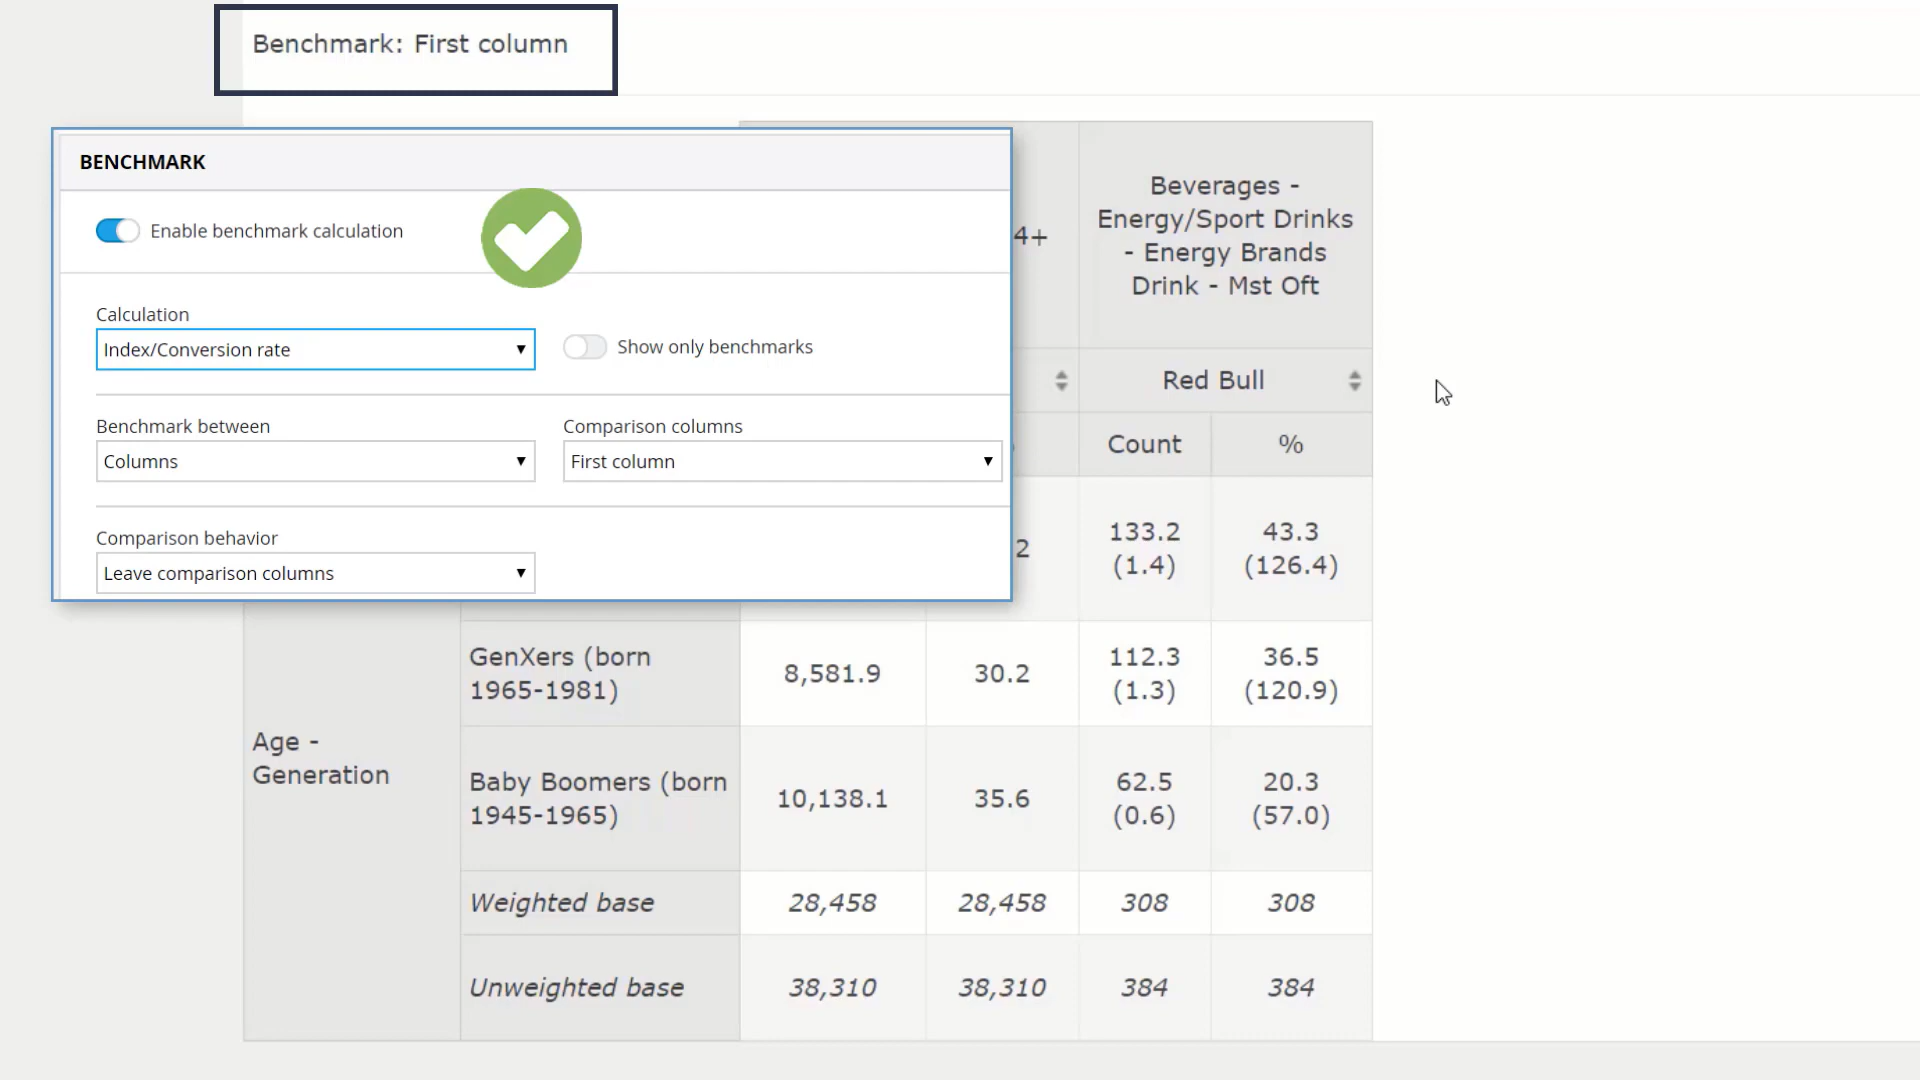 Benchmark: First column
BENCHMARK
Enable benchmark calculation
Calculation
Index/Conversion rate
Show only benchmarks
Benchmark between
Comparison columns
Columns
First column
Comparison behavior
Leave comparison columns
4+
Beverages -
Energy/Sport Drinks
- Energy Brands
Drink - Mst Oft
Red Bull
Count %
2 133.2 43.3
(1.4) (126.4)
Age -
Generation
GenXers (born
1965-1981)
8,581.9 30.2 112.3 36.5
(1.3) (120.9)
Baby Boomers (born
1945-1965)
10,138.1 35.6 62.5 20.3
(0.6) (57.0)
Weighted base 28,458 28,458 308 308
Unweighted base 38,310 38,310 384 384